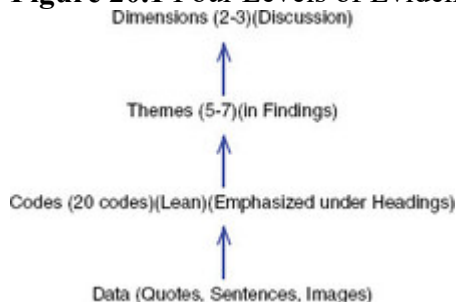 Figure 20.1 Four Levels of
Dimensions (2-3)(Discussion)
Themes (5-7)(in Findings)
Codes (20 codes)(Lean)(Emphasized under Headings)
Data (Quotes, Sentences, Images)